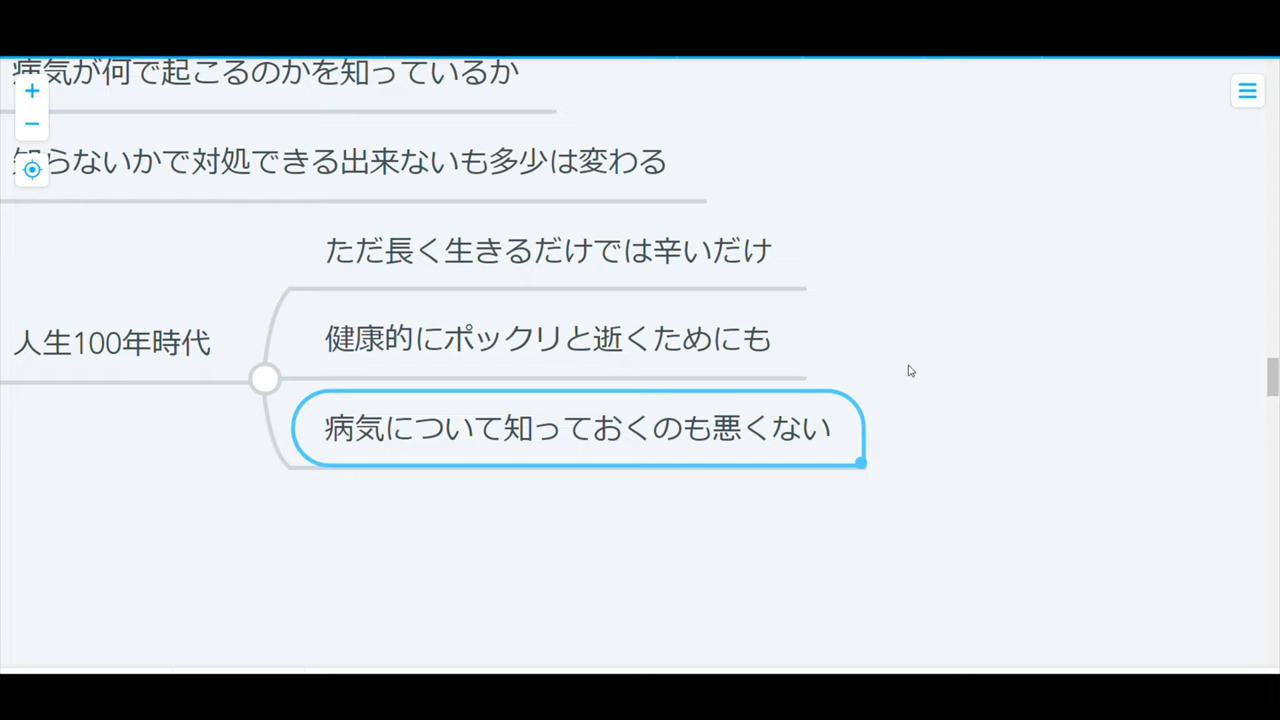 病気が何で起こるのかを知っているか
知らないかで対処できる出来ないも多少は変わる
ただ長く生きるだけでは辛いだけ
人生100年時代
健康的にポックリと逝くためにも
病気について知っておくのも悪くない